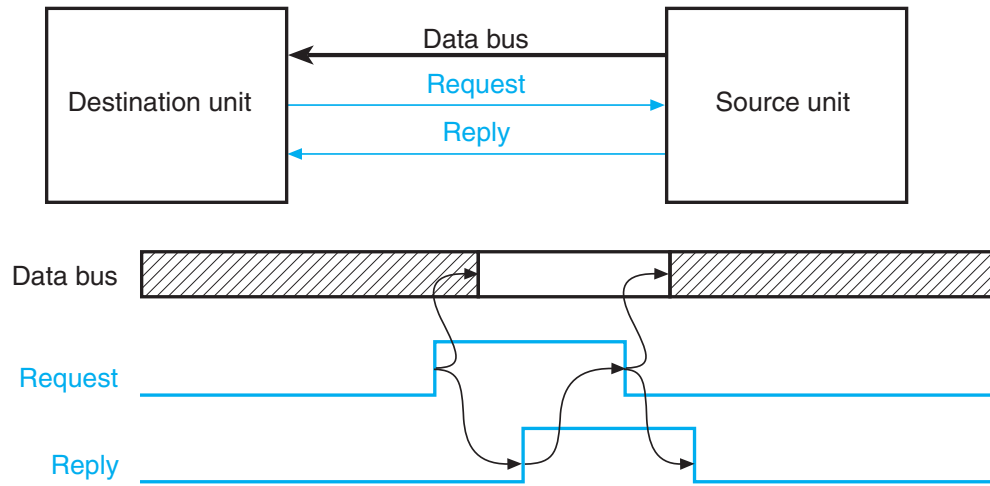 Data bus
Destination unit
Request
Source unit
Reply
Data bus
Request
Reply